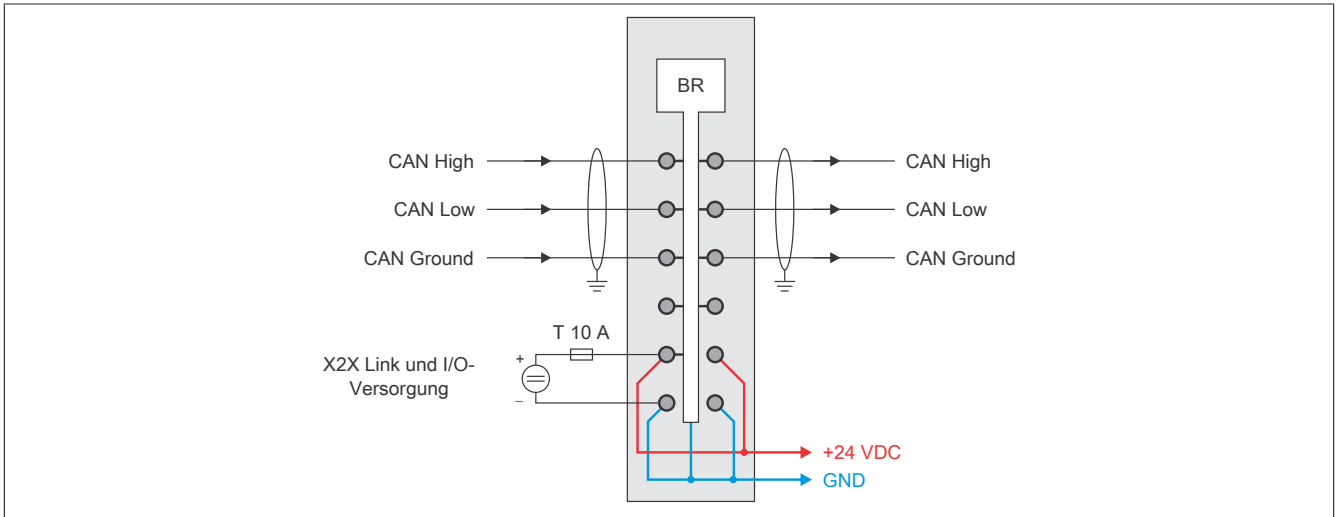 BR
CAN High
CAN High
CAN Low
CAN Low
CAN Ground
CAN Ground
T 10 A
X2X Link und I/O-
Versorgung
+
–
+24 VDC
GND